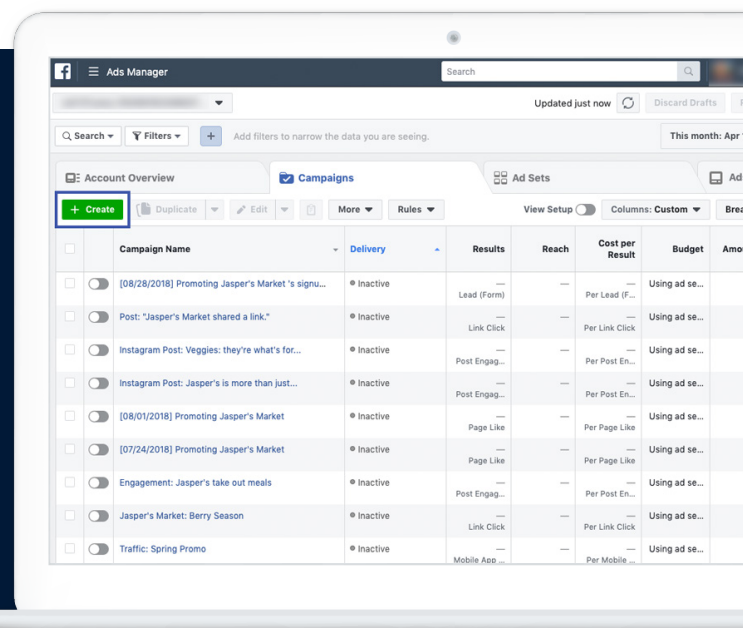 f Ads Manager Search
Updated just now Discard Drafts
Search Filters + Add filters to narrow the data you are seeing. This month: Apr
Account Overview Campaigns Ad Sets Ad
+ Create Duplicate Edit More Rules View Setup Columns: Custom Brea
Campaign Name Delivery Results Reach Cost per Result Budget Amou
[08/28/2018] Promoting Jasper's Market 's signu... Inactive — — — Using ad se...
Lead (Form) Per Lead (F...
Post: "Jasper's Market shared a link." Inactive — — — Using ad se...
Link Click Per Link Click
Instagram Post: Veggies: they're what's for... Inactive — — — Using ad se...
Post Engag... Per Post En...
Instagram Post: Jasper's is more than just... Inactive — — — Using ad se...
Post Engag... Per Post En...
[08/01/2018] Promoting Jasper's Market Inactive — — — Using ad se...
Page Like Per Page Like
[07/24/2018] Promoting Jasper's Market Inactive — — — Using ad se...
Page Like Per Page Like
Engagement: Jasper's take out meals Inactive — — — Using ad se...
Post Engag... Per Post En...
Jasper's Market: Berry Season Inactive — — — Using ad se...
Link Click Per Link Click
Traffic: Spring Promo Inactive — — — Using ad se...
Mobile App ... Per Mobile ...